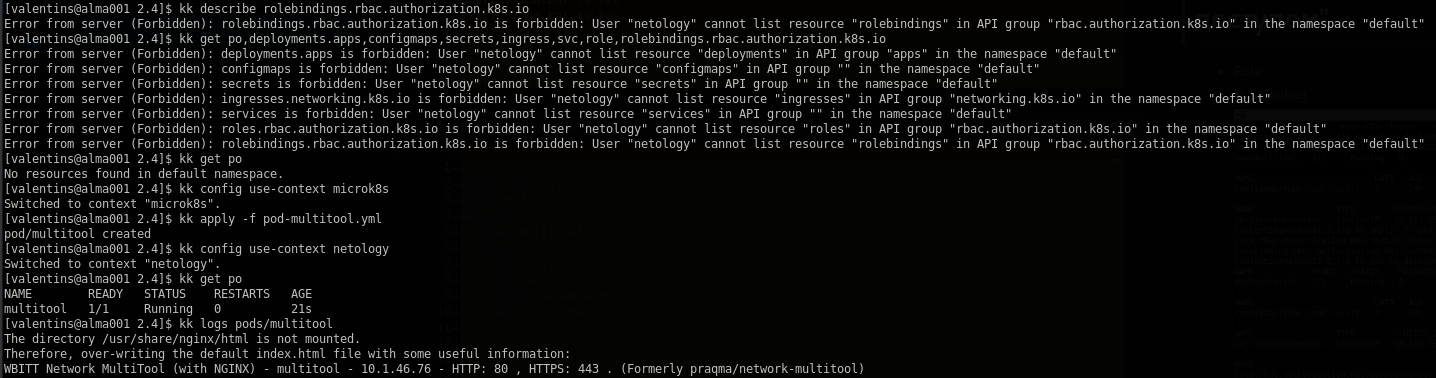 [valentins@alma001 2.4]$ kk describe rolebindings.rbac.authorization.k8s.io
Error from server (Forbidden): rolebindings.rbac.authorization.k8s.io is forbidden: User "netology" cannot list resource "rolebindings" in API group "rbac.authorization.k8s.io" in the namespace "default"
[valentins@alma001 2.4]$ kk get po,deployments.apps,configmaps,secrets,ingress,svc,role,rolebindings.rbac.authorization.k8s.io
Error from server (Forbidden): deployments.apps is forbidden: User "netology" cannot list resource "deployments" in API group "apps" in the namespace "default"
Error from server (Forbidden): configmaps is forbidden: User "netology" cannot list resource "configmaps" in API group "" in the namespace "default"
Error from server (Forbidden): secrets is forbidden: User "netology" cannot list resource "secrets" in API group "" in the namespace "default"
Error from server (Forbidden): ingresses.networking.k8s.io is forbidden: User "netology" cannot list resource "ingresses" in API group "networking.k8s.io" in the namespace "default"
Error from server (Forbidden): services is forbidden: User "netology" cannot list resource "services" in API group "" in the namespace "default"
Error from server (Forbidden): roles.rbac.authorization.k8s.io is forbidden: User "netology" cannot list resource "roles" in API group "rbac.authorization.k8s.io" in the namespace "default"
Error from server (Forbidden): rolebindings.rbac.authorization.k8s.io is forbidden: User "netology" cannot list resource "rolebindings" in API group "rbac.authorization.k8s.io" in the namespace "default"
[valentins@alma001 2.4]$ kk get po
No resources found in default namespace.
[valentins@alma001 2.4]$ kk config use-context microk8s
Switched to context "microk8s".
[valentins@alma001 2.4]$ kk apply -f pod-multitool.yml
pod/multitool created
[valentins@alma001 2.4]$ kk config use-context netology
Switched to context "netology".
[valentins@alma001 2.4]$ kk get po
NAME READY STATUS RESTARTS AGE
multitool 1/1 Running 0 21s
[valentins@alma001 2.4]$ kk logs pods/multitool
The directory /usr/share/nginx/html is not mounted.
Therefore, over-writing the default index.html file with some useful information:
WBITT Network MultiTool (with NGINX) - multitool - 10.1.46.76 - HTTP: 80 , HTTPS: 443 . (Formerly praqma/network-multitool)